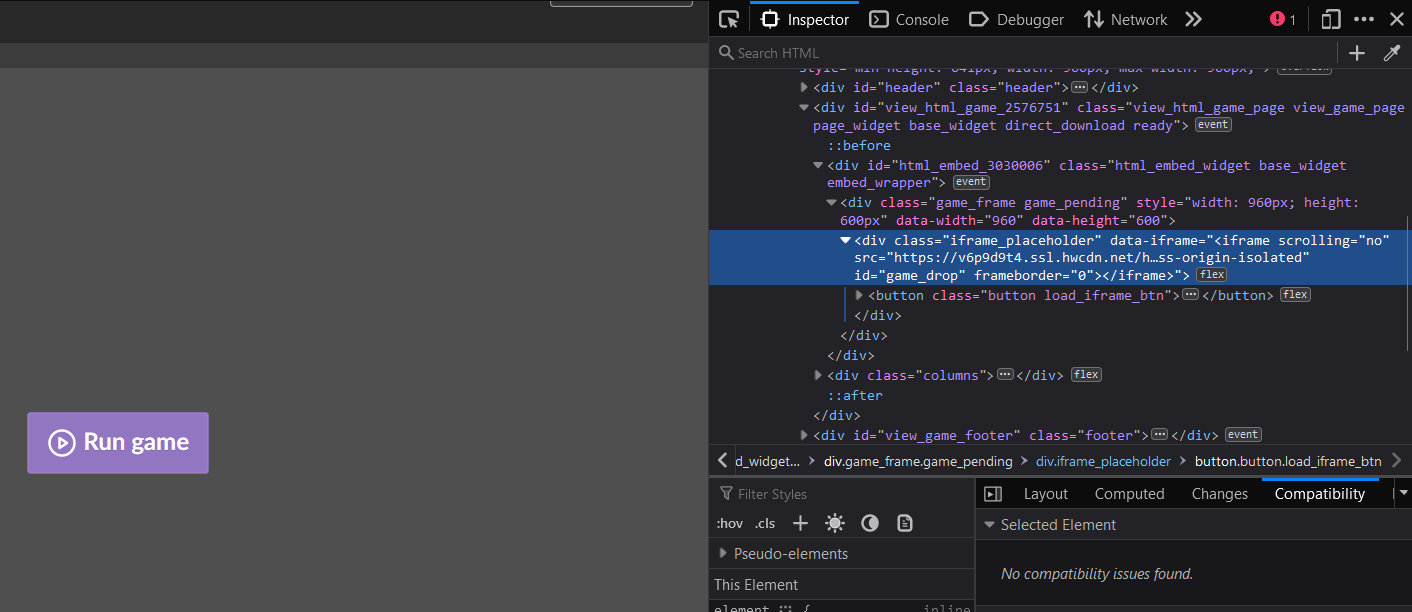 Run game
Inspector
Console
Debugger
Network
1
Search HTML
style="min-height: 641px; width: 960px; max-width: 960px;"> overflow
<div id="header" class="header"></div>
<div id="view_html_game_2576751" class="view_html_game_page view_game_page
page_widget base_widget direct_download ready"> event
::before
<div id="html_embed_3030006" class="html_embed_widget base_widget
embed_wrapper"> event
<div class="game_frame game_pending" style="width: 960px; height:
600px" data-width="960" data-height="600">
<div class="iframe_placeholder" data-iframe="<iframe scrolling="no"
src="https://v6p9d9t4.ssl.hwcdn.net/h…ss-origin-isolated"
id="game_drop" frameborder="0"></iframe>"> flex
<button class="button load_iframe_btn"></button> flex
</div>
</div>
</div>
<div class="columns"></div> flex
::after
</div>
<div id="view_game_footer" class="footer"></div> event
d_widget… > div.game_frame.game_pending > div.iframe_placeholder > button.button.load_iframe_btn
Filter Styles
:hov .cls +
Pseudo-elements
This Element
element { inline
Layout Computed Changes Compatibility
Selected Element
No compatibility issues found.